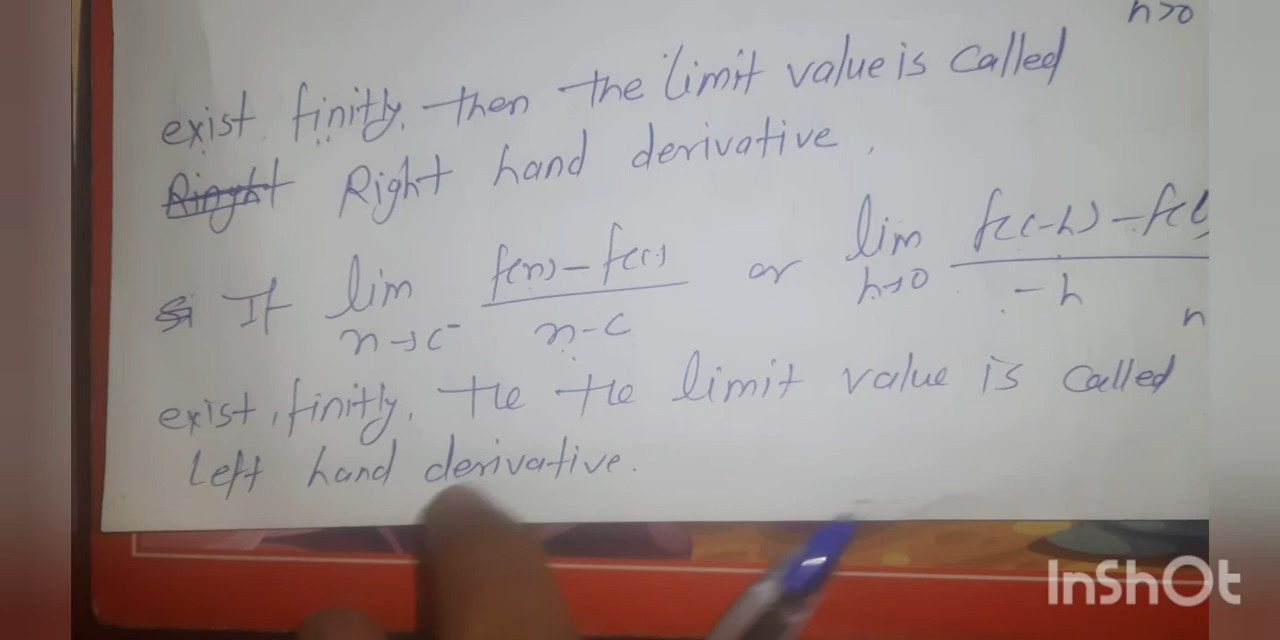 h>0
exist finitly. then the limit value is called
Right hand derivative.
If lim f(x) - f(c) or lim f(c-h) - f(c
x→c⁻ x-c h→0 -h
h
exist, finitly. the the limit value is called
Left hand derivative.
InShOt